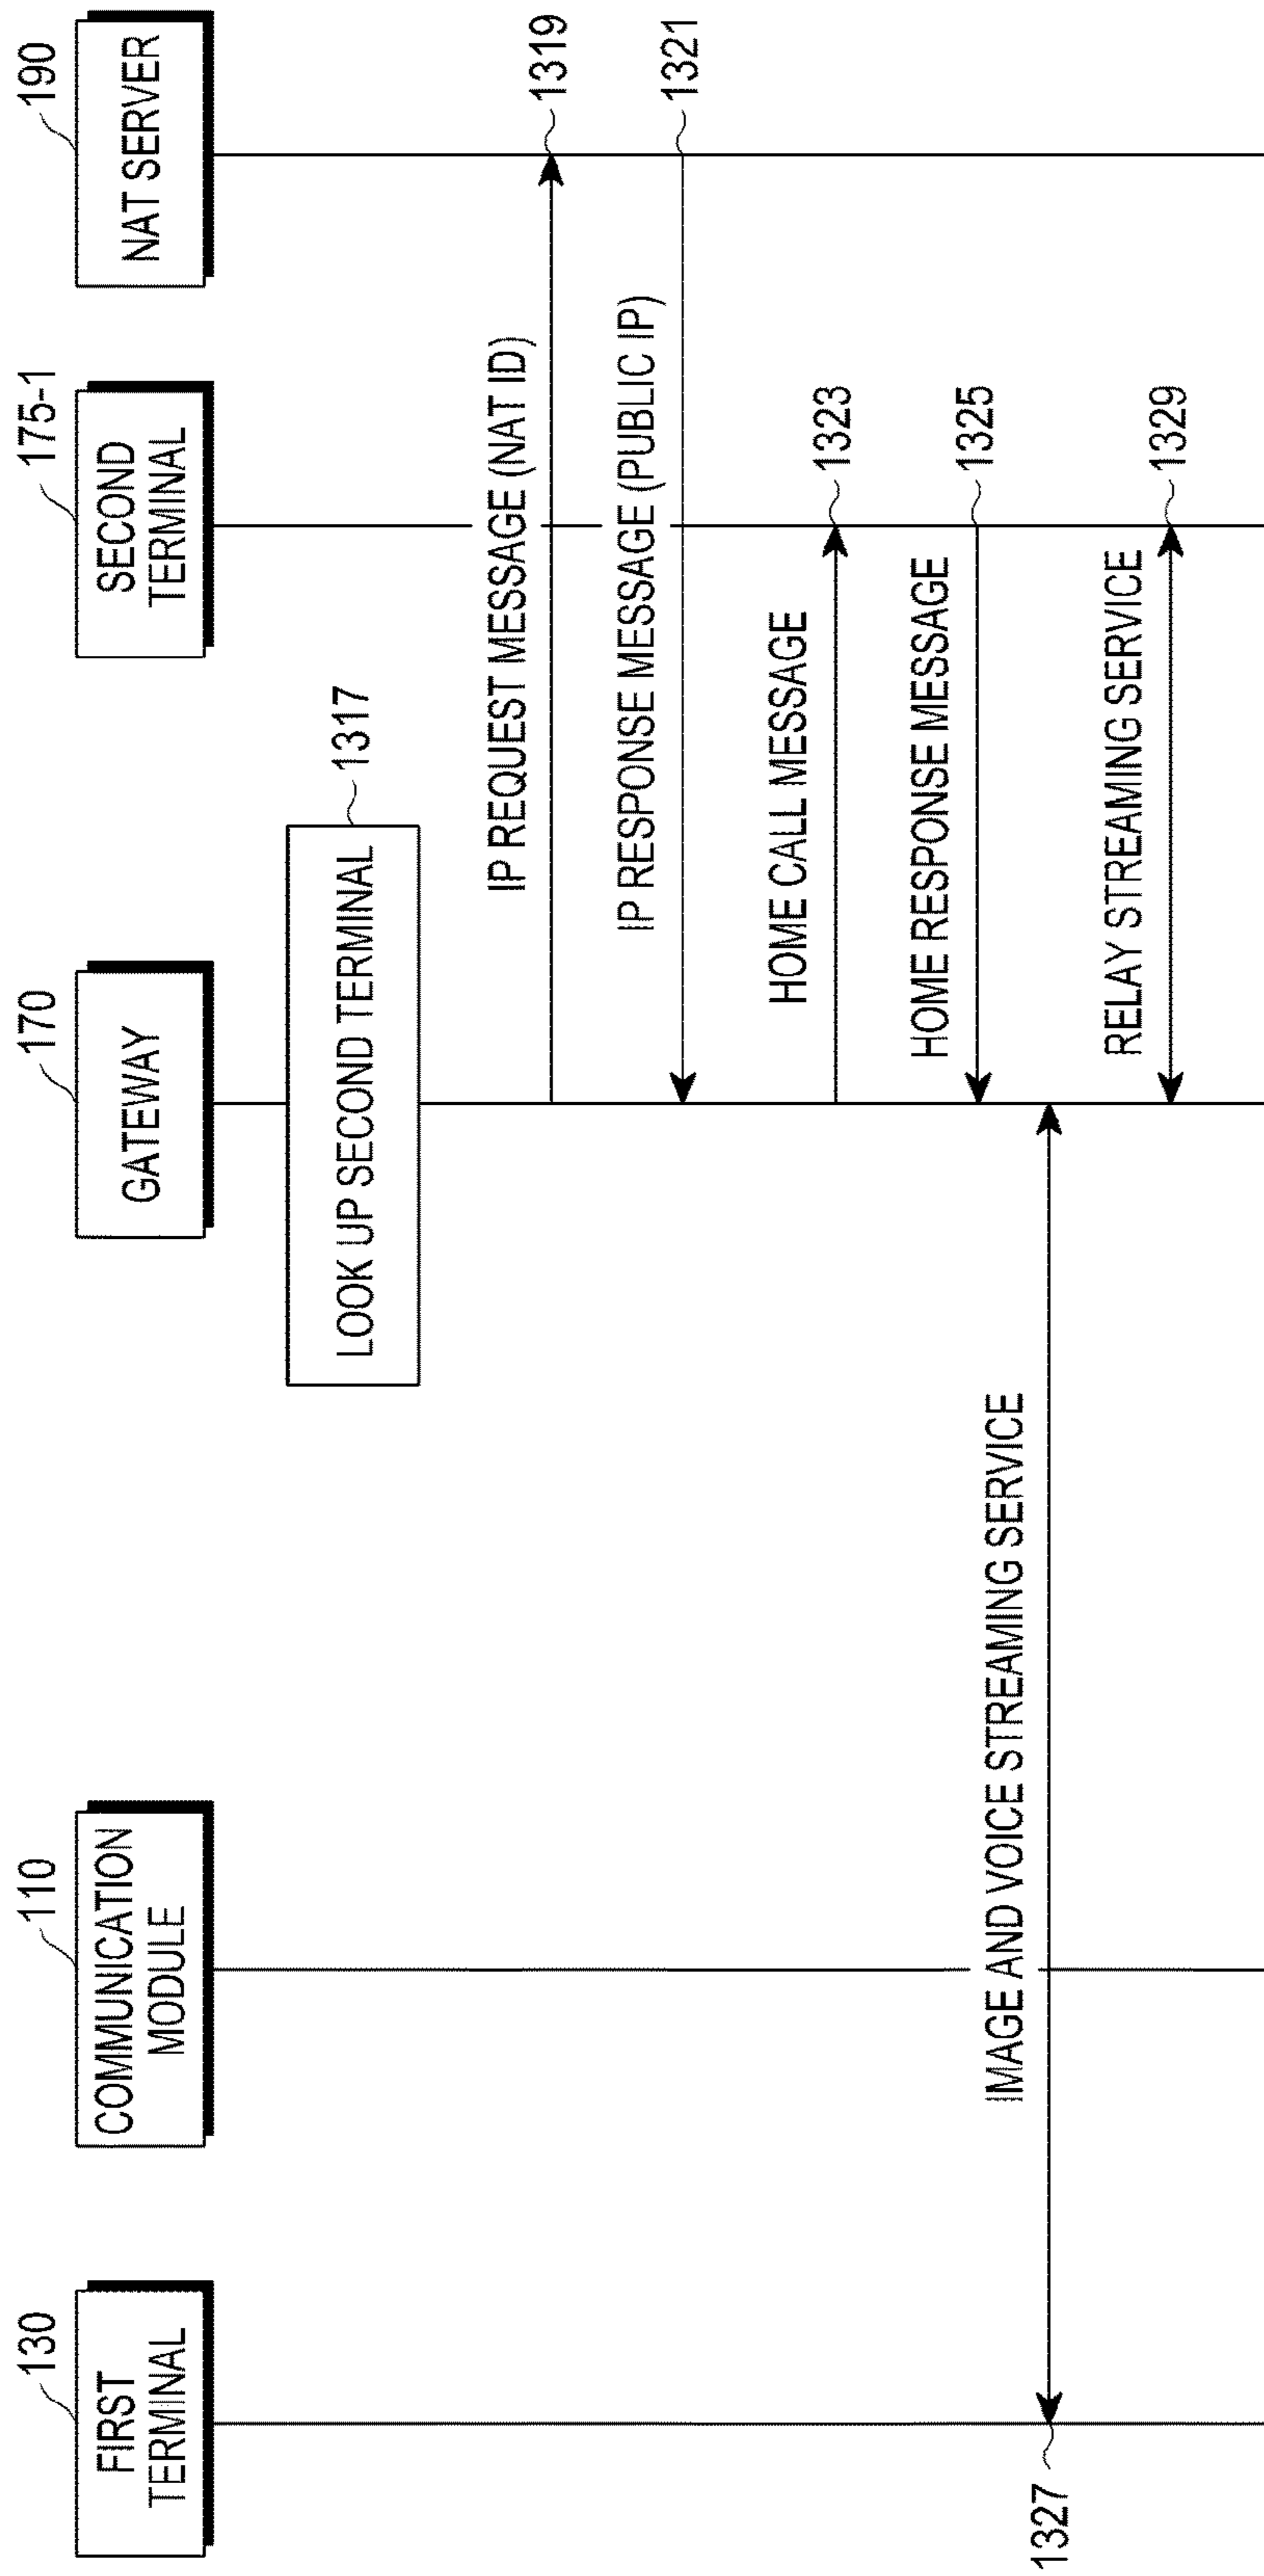 130
FIRST
TERMINAL
110
COMMUNICATION
MODULE
170
GATEWAY
175-1
SECOND
TERMINAL
190
NAT SERVER
LOOK UP SECOND TERMINAL
1317
IP REQUEST MESSAGE (NAT ID)
1319
IP RESPONSE MESSAGE (PUBLIC IP)
1321
HOME CALL MESSAGE
1323
HOME RESPONSE MESSAGE
1325
IMAGE AND VOICE STREAMING SERVICE
1327
RELAY STREAMING SERVICE
1329